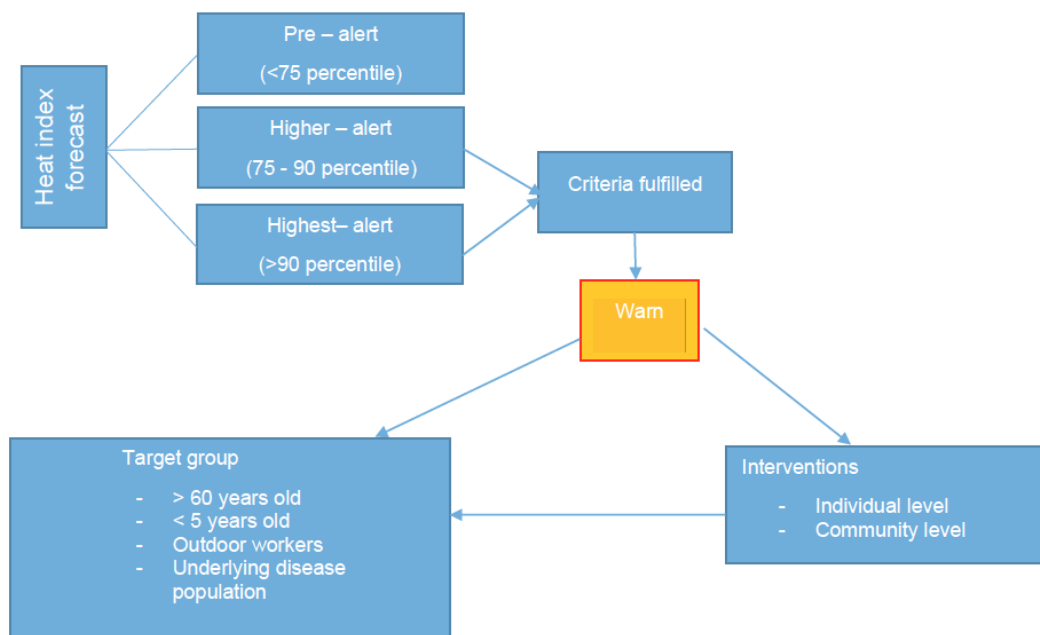 Heat index
forecast
Pre – alert
(<75 percentile)
Higher – alert
(75 - 90 percentile)
Highest– alert
(>90 percentile)
Criteria fulfilled
Warn
Target group
- > 60 years old
- < 5 years old
- Outdoor workers
- Underlying disease
population
Interventions
- Individual level
- Community level